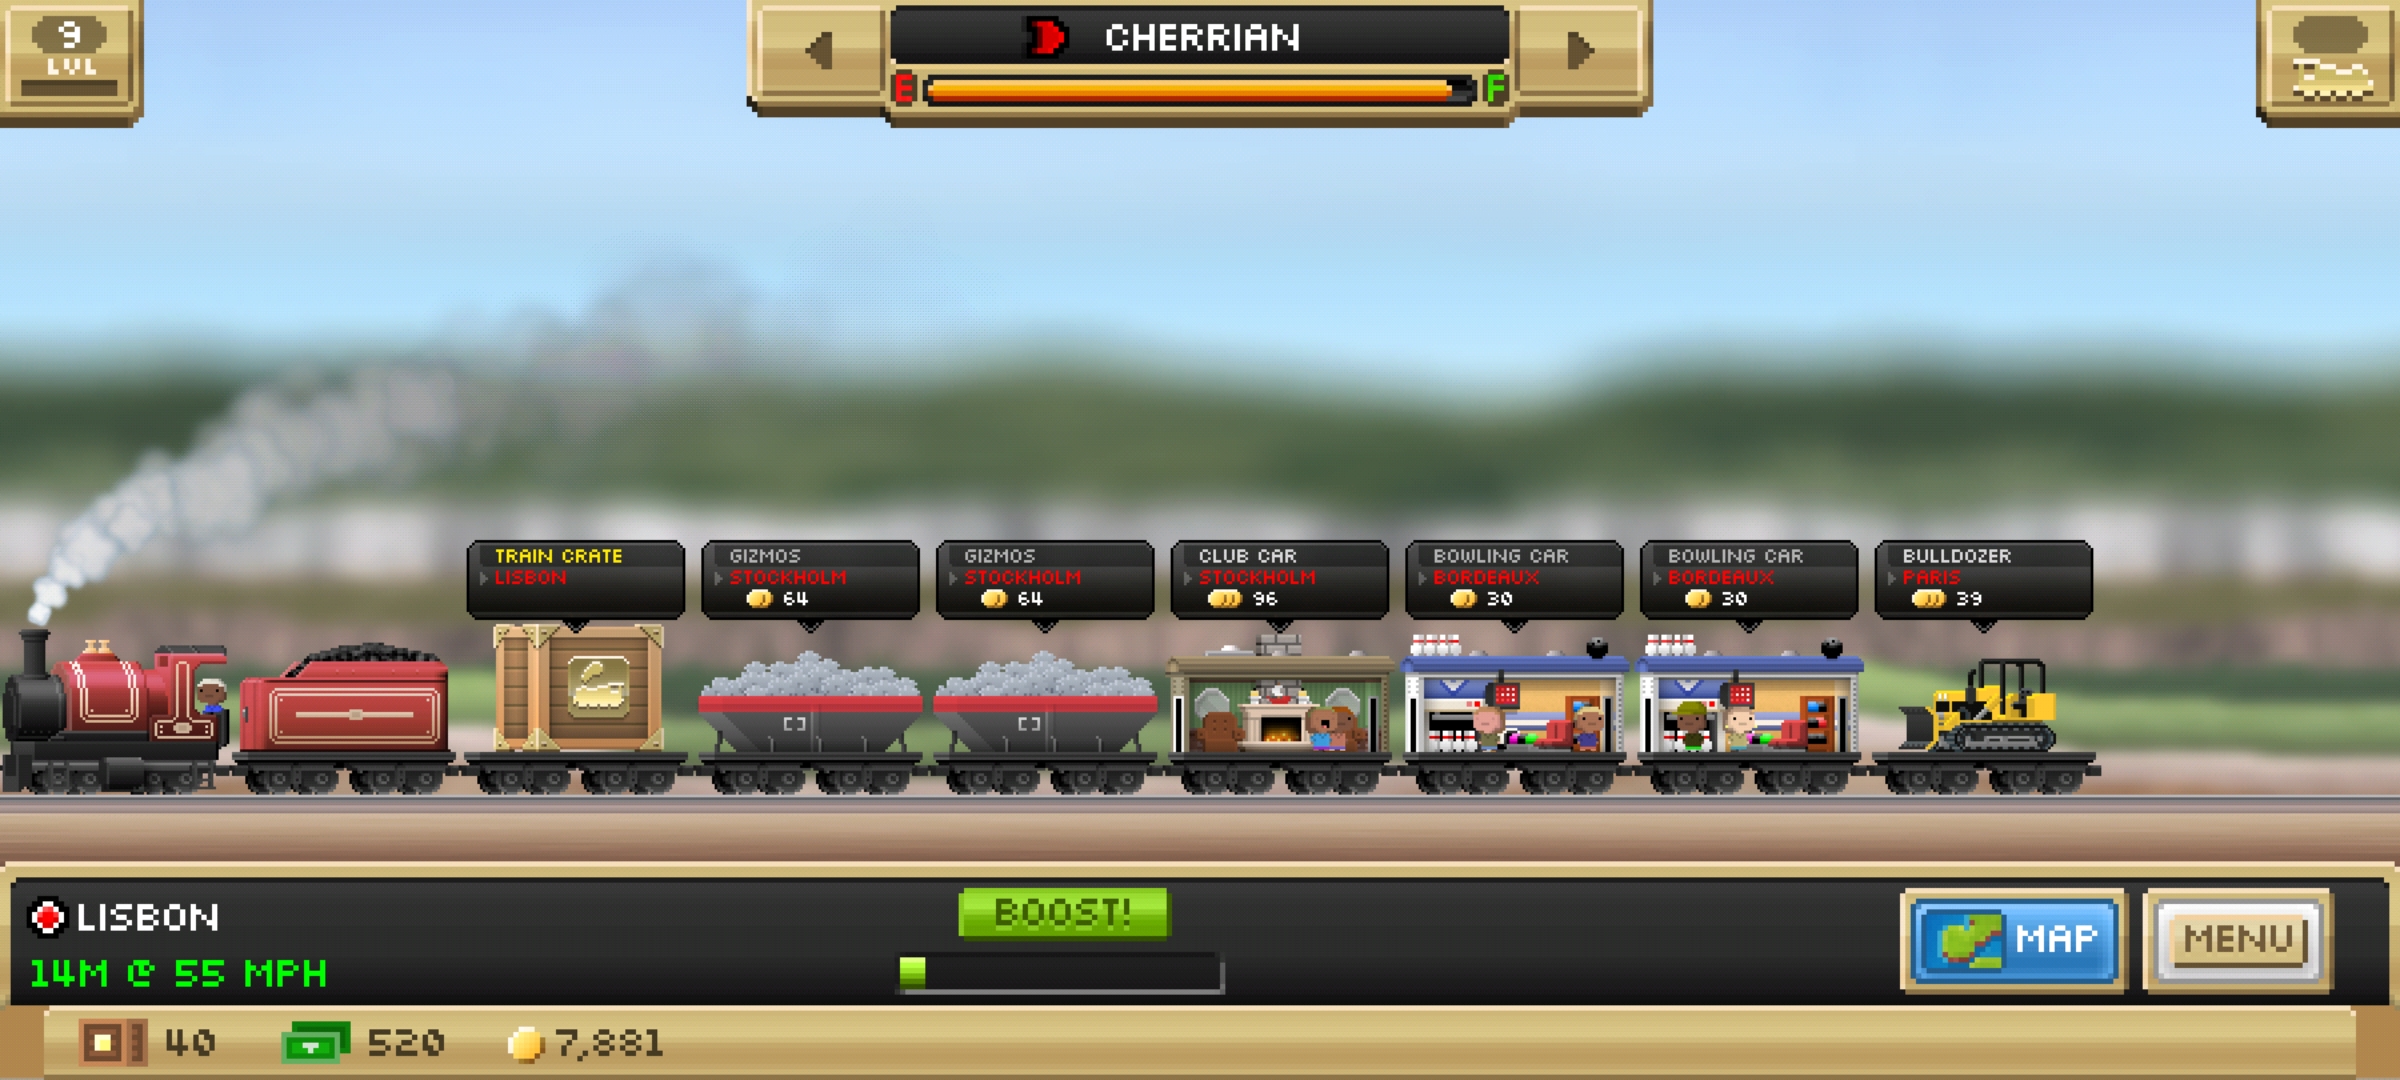 9
LVL
CHERRIAN
E F
TRAIN CRATE
LISBON
GIZMOS
STOCKHOLM
64
GIZMOS
STOCKHOLM
64
CLUB CAR
STOCKHOLM
96
BOWLING CAR
BORDEAUX
30
BOWLING CAR
BORDEAUX
30
BULLDOZER
PARIS
39
LISBON
14M @ 55 MPH
BOOST!
MAP
MENU
40
520
7,881